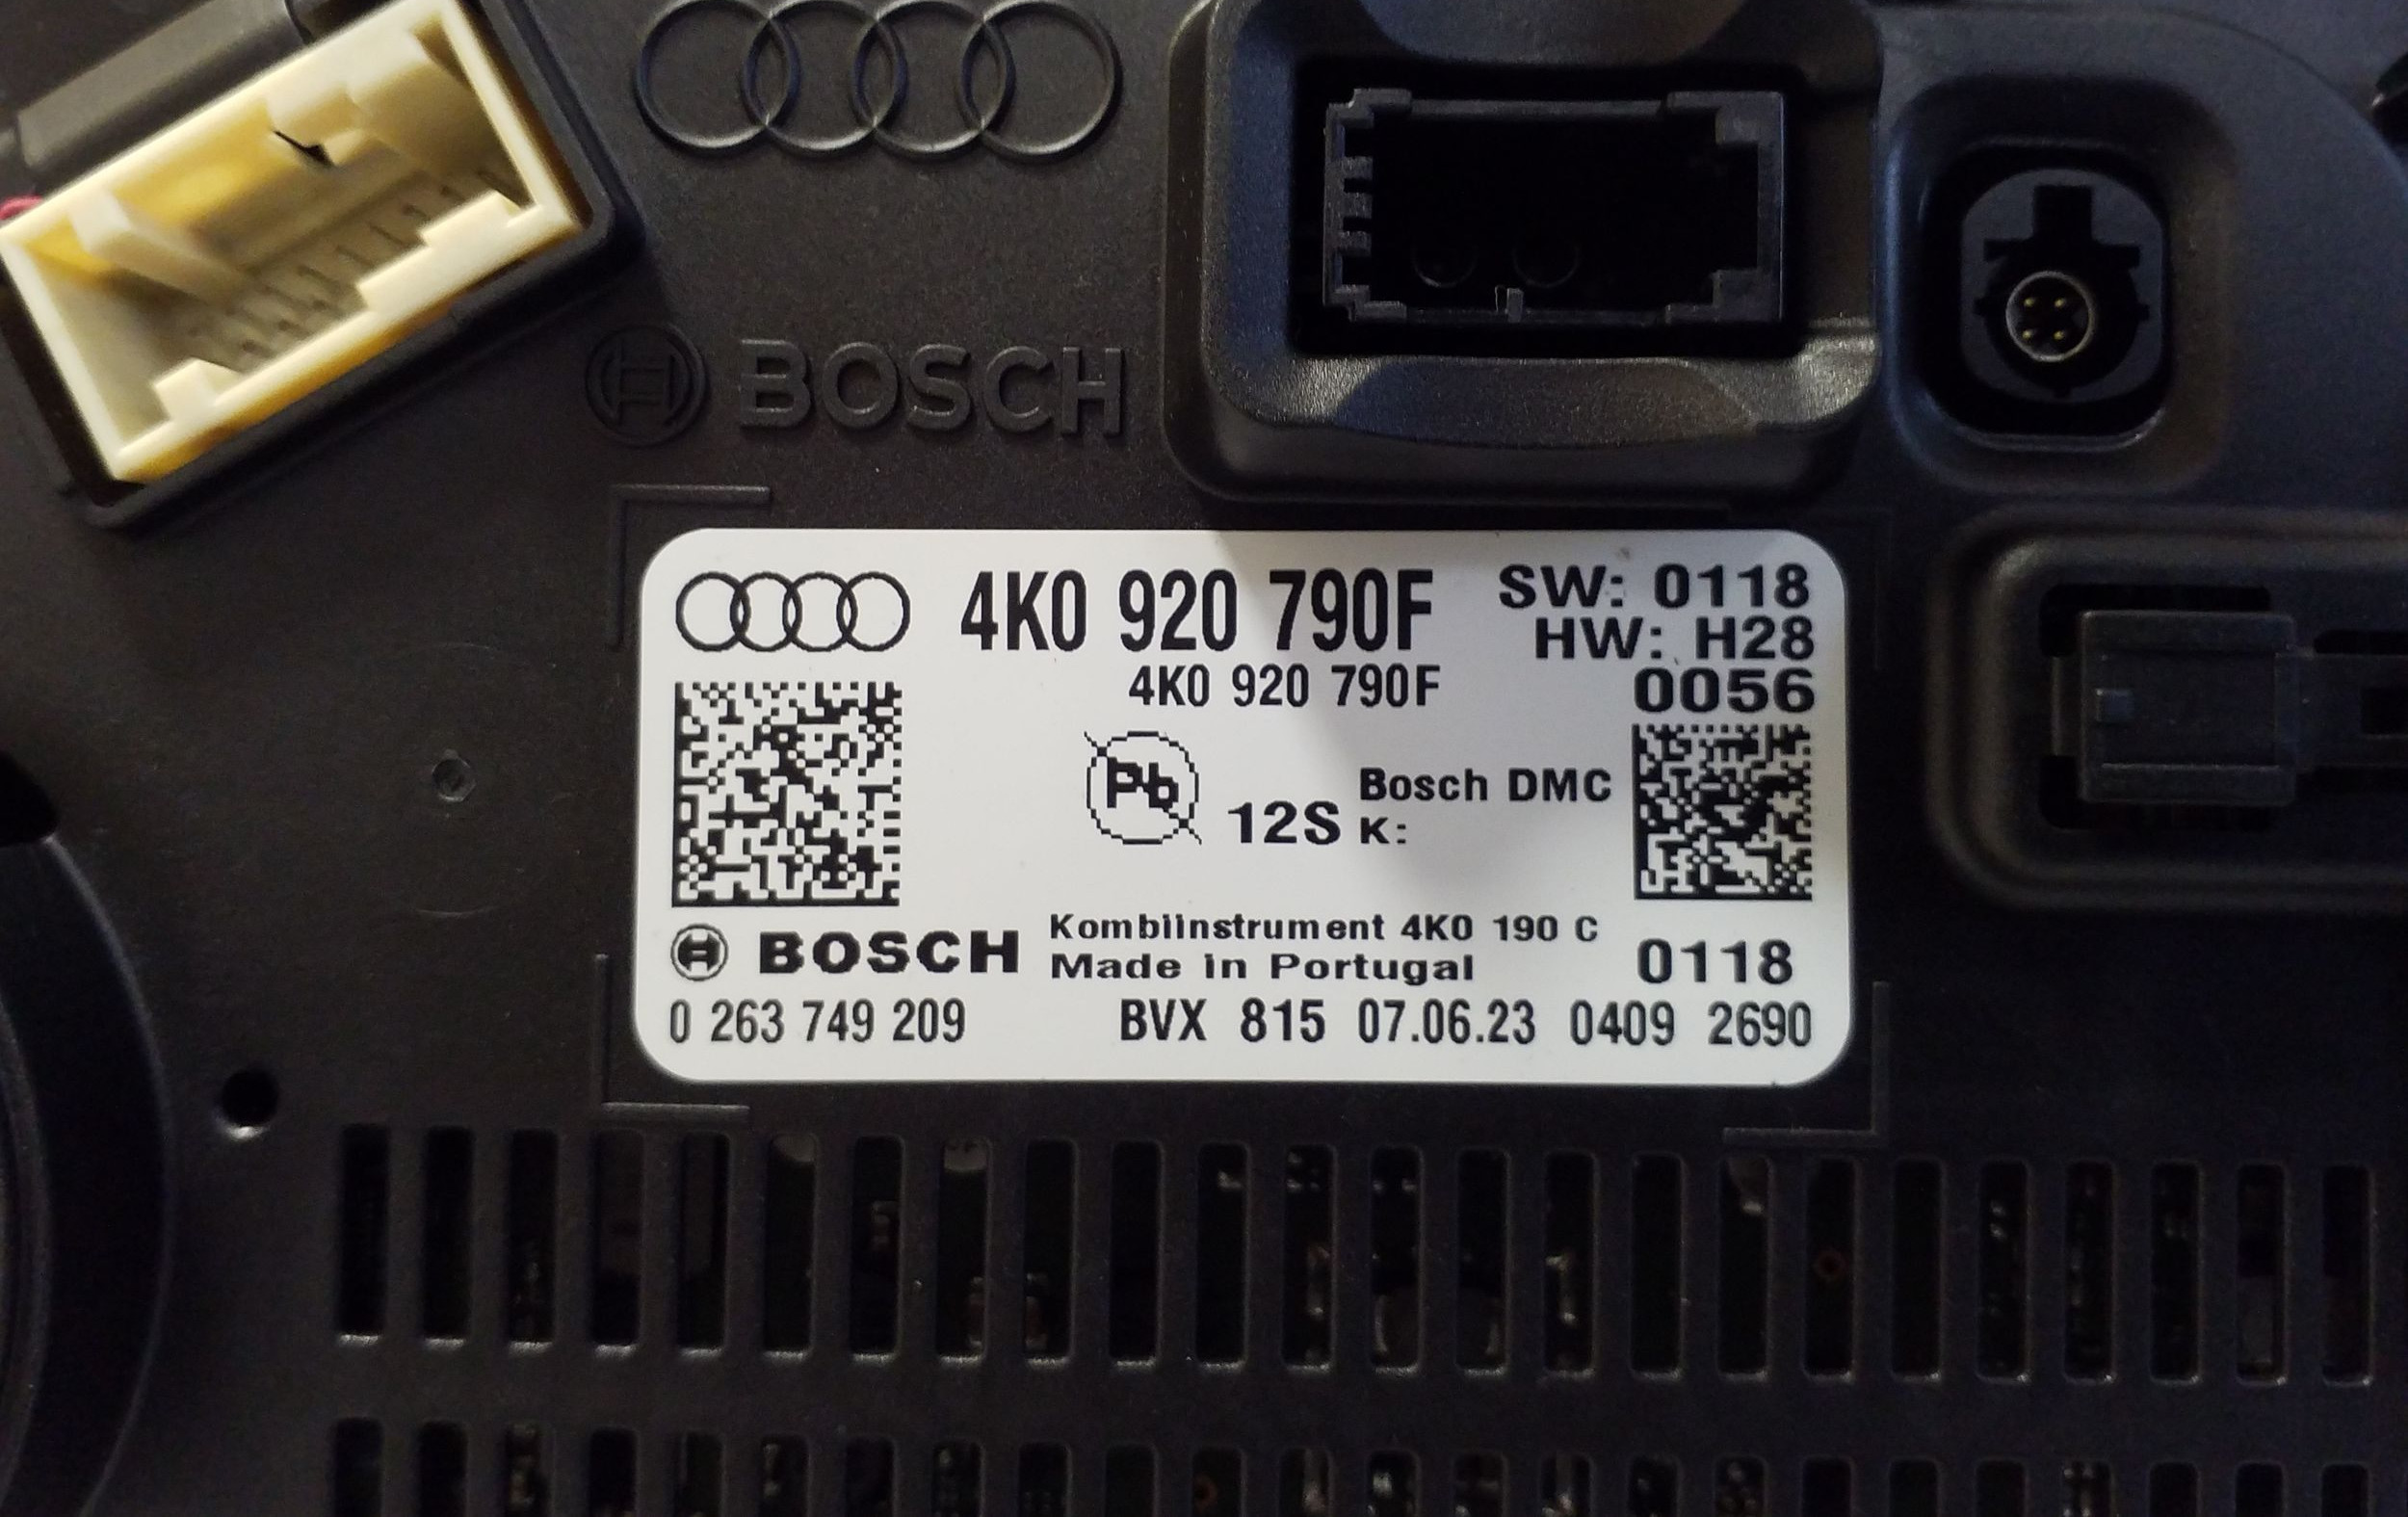 BOSCH
4K0 920 790F
SW: 0118
HW: H28
4K0 920 790F
0056
Pb
12S
Bosch DMC
K:
BOSCH
Kombiinstrument 4K0 190 C
Made in Portugal
0118
0 263 749 209
BVX 815 07.06.23 0409 2690